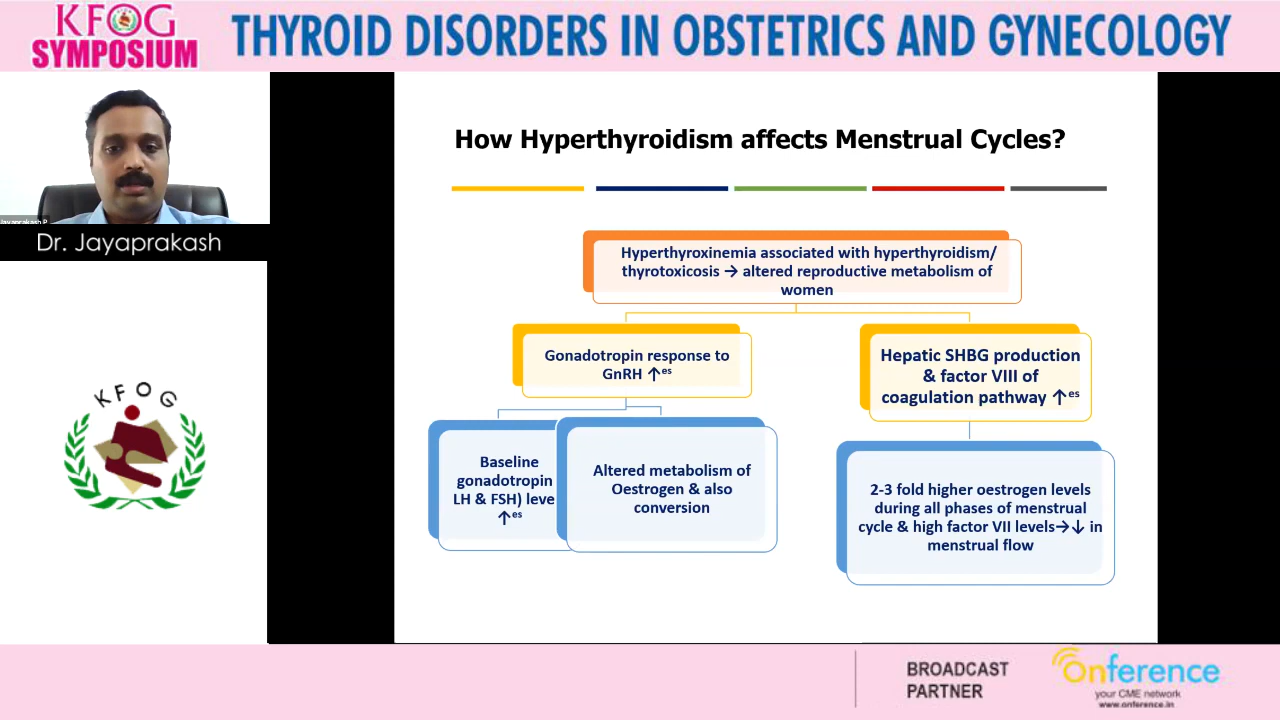 KFOG
SYMPOSIUM
THYROID DISORDERS IN OBSTETRICS AND GYNECOLOGY
Jayaprakash P
Dr. Jayaprakash
KFOG
How Hyperthyroidism affects Menstrual Cycles?
Hyperthyroxinemia associated with hyperthyroidism/
thyrotoxicosis → altered reproductive metabolism of
women
Gonadotropin response to
GnRH ↑es
Hepatic SHBG production
& factor VIII of
coagulation pathway ↑es
Baseline
gonadotropin
LH & FSH) leve
↑es
Altered metabolism of
Oestrogen & also
conversion
2-3 fold higher oestrogen levels
during all phases of menstrual
cycle & high factor VII levels→↓ in
menstrual flow
BROADCAST
PARTNER
Onference
your CME network
www.onference.in